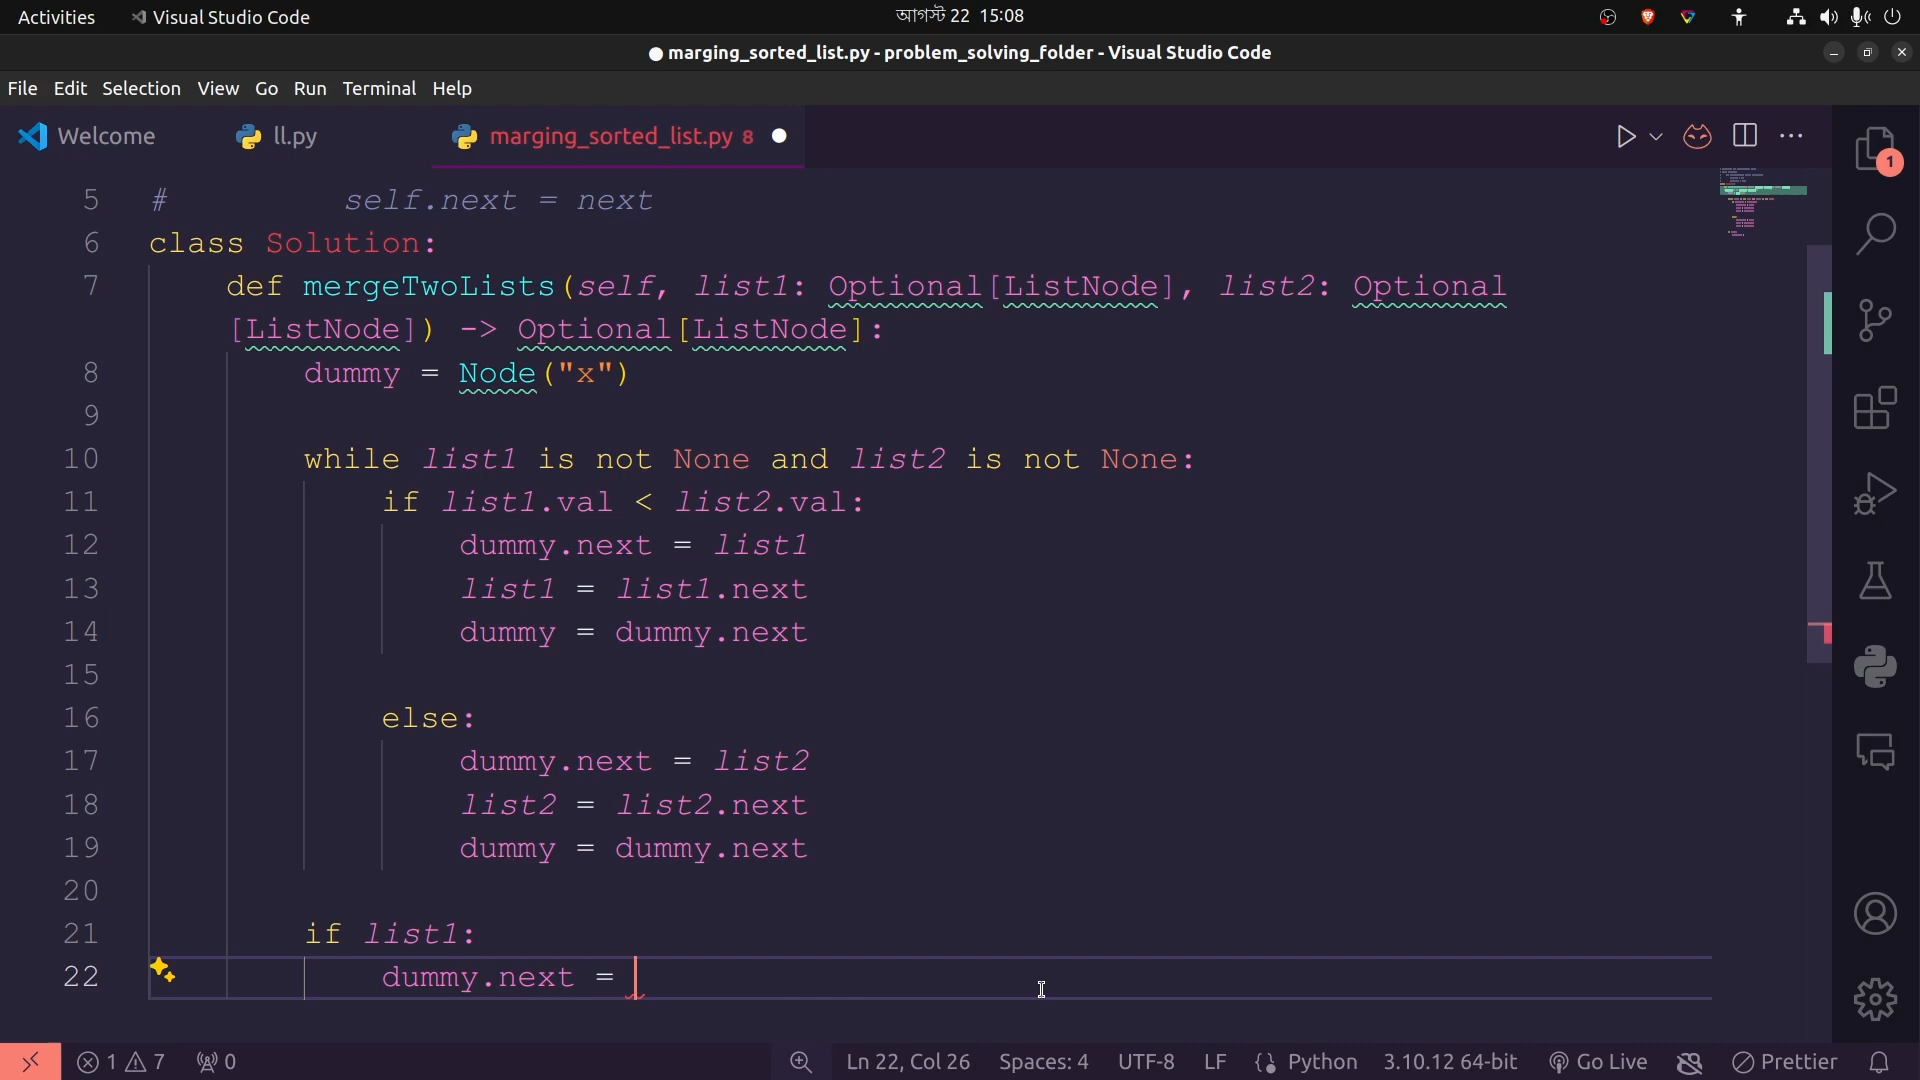 Activities
Visual Studio Code
আগস্ট 22 15:08
● marging_sorted_list.py - problem_solving_folder - Visual Studio Code
File Edit Selection View Go Run Terminal Help
Welcome
ll.py
marging_sorted_list.py 8
1
5 # self.next = next
6 class Solution:
7 def mergeTwoLists(self, list1: Optional[ListNode], list2: Optional
[ListNode]) -> Optional[ListNode]:
8 dummy = Node("x")
9
10 while list1 is not None and list2 is not None:
11 if list1.val < list2.val:
12 dummy.next = list1
13 list1 = list1.next
14 dummy = dummy.next
15
16 else:
17 dummy.next = list2
18 list2 = list2.next
19 dummy = dummy.next
20
21 if list1:
22 dummy.next =
1 7 0 Ln 22, Col 26 Spaces: 4 UTF-8 LF Python 3.10.12 64-bit Go Live Prettier